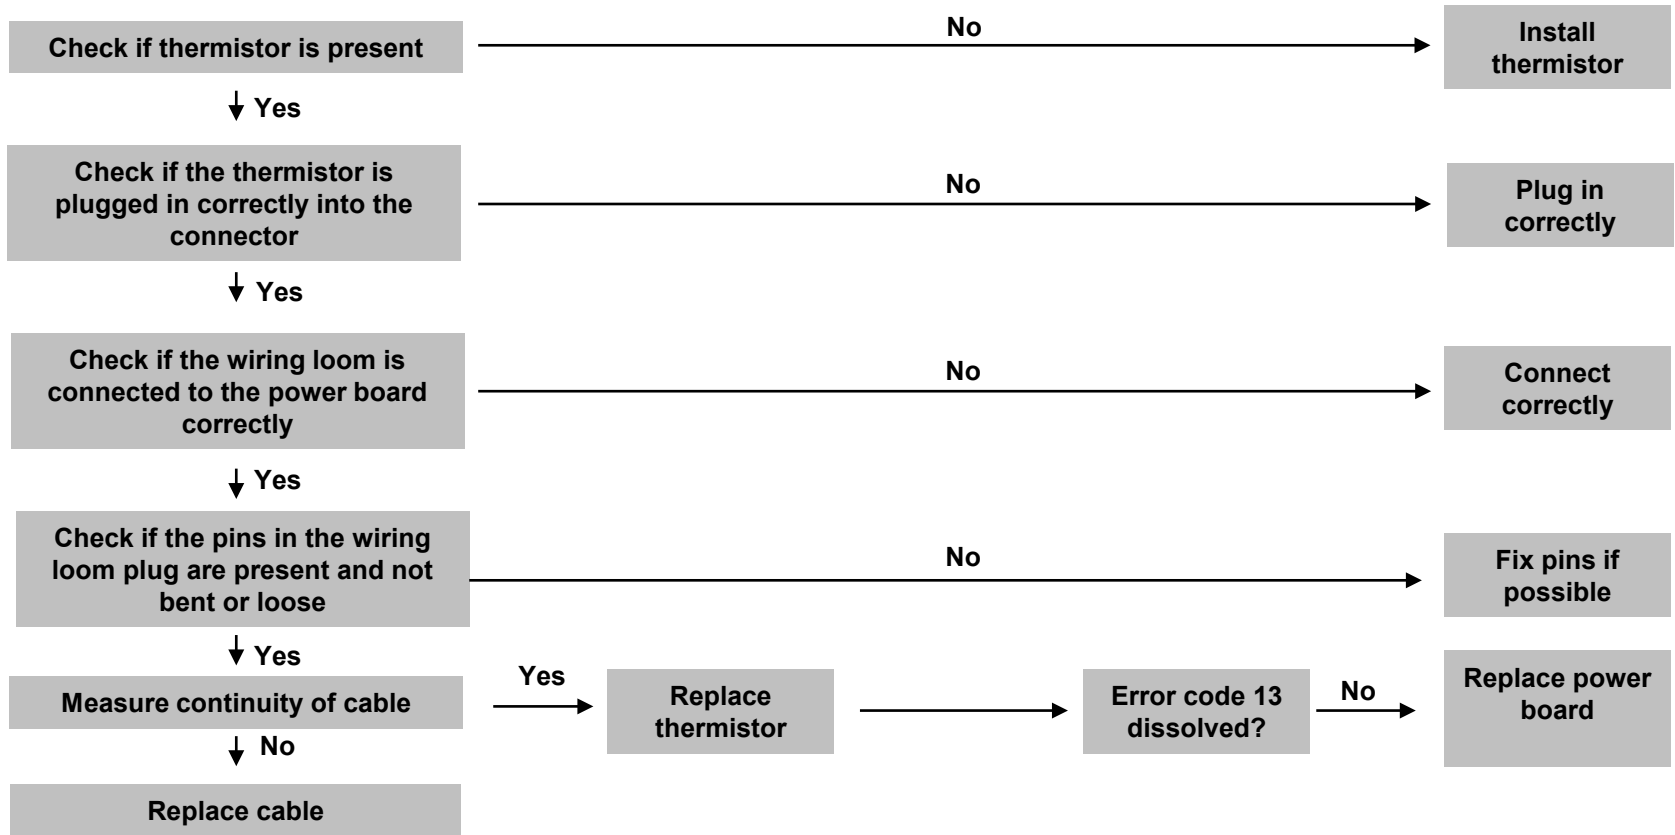 Check if thermistor is present
No
Install
thermistor
Yes
Check if the thermistor is
plugged in correctly into the
connector
No
Plug in
correctly
Yes
Check if the wiring loom is
connected to the power board
correctly
No
Connect
correctly
Yes
Check if the pins in the wiring
loom plug are present and not
bent or loose
No
Fix pins if
possible
Yes
Measure continuity of cable
Yes
Replace
thermistor
Error code 13
dissolved?
No
Replace power
board
No
Replace cable